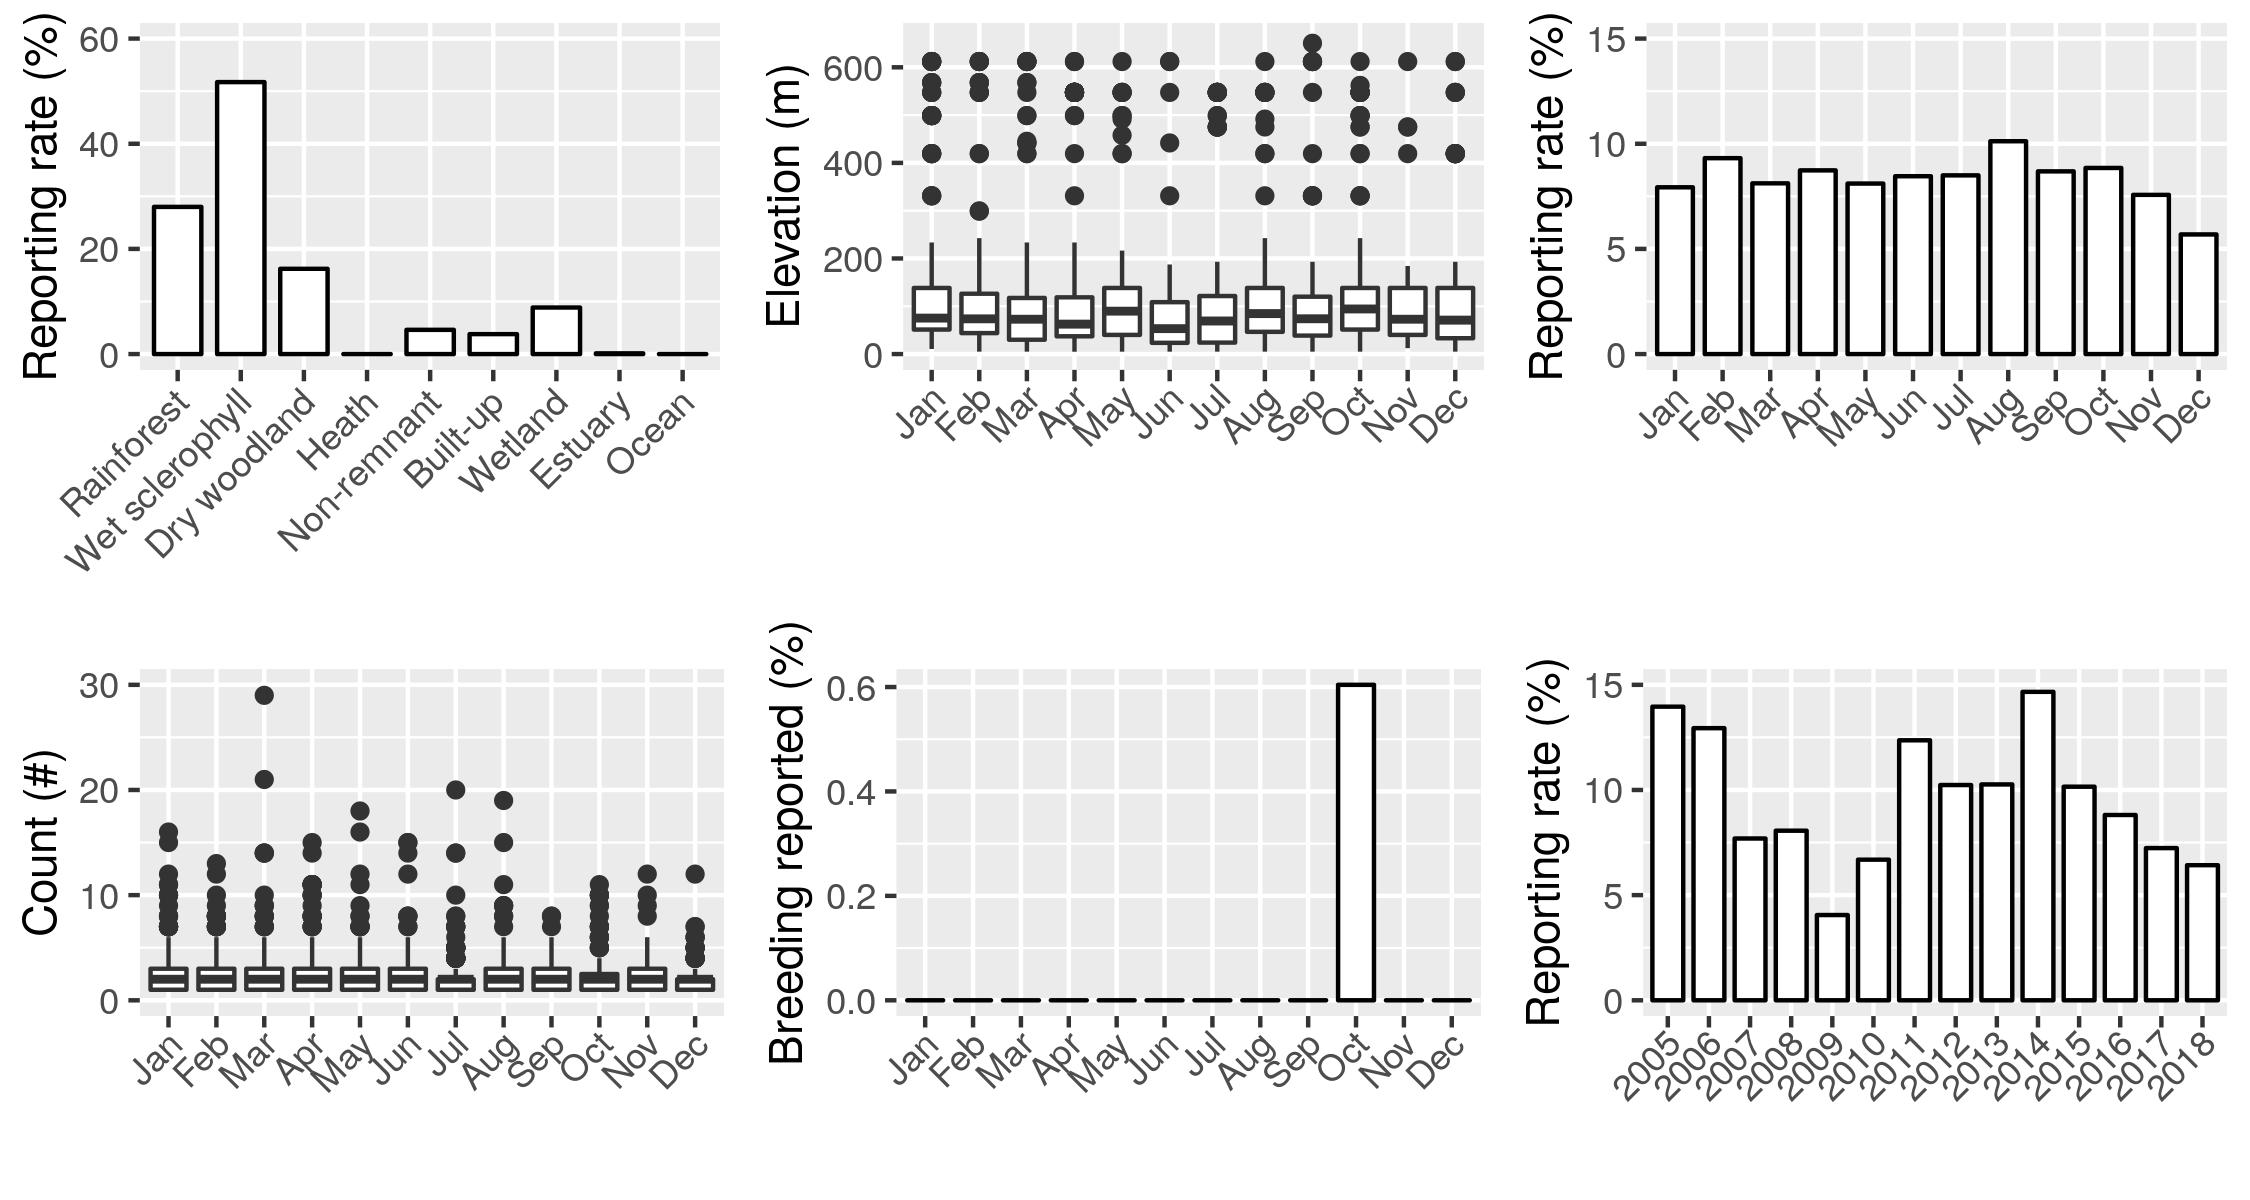 Reporting rate (%)
60
40
20
0
Rainforest
Wet sclerophyll
Dry woodland
Heath
Non-remnant
Built-up
Wetland
Estuary
Ocean
Elevation (m)
600
400
200
0
Jan
Feb
Mar
Apr
May
Jun
Jul
Aug
Sep
Oct
Nov
Dec
Reporting rate (%)
15
10
5
0
Jan
Feb
Mar
Apr
May
Jun
Jul
Aug
Sep
Oct
Nov
Dec
Count (#)
30
20
10
0
Jan
Feb
Mar
Apr
May
Jun
Jul
Aug
Sep
Oct
Nov
Dec
Breeding reported (%)
0.6
0.4
0.2
0.0
Jan
Feb
Mar
Apr
May
Jun
Jul
Aug
Sep
Oct
Nov
Dec
Reporting rate (%)
15
10
5
0
2005
2006
2007
2008
2009
2010
2011
2012
2013
2014
2015
2016
2017
2018